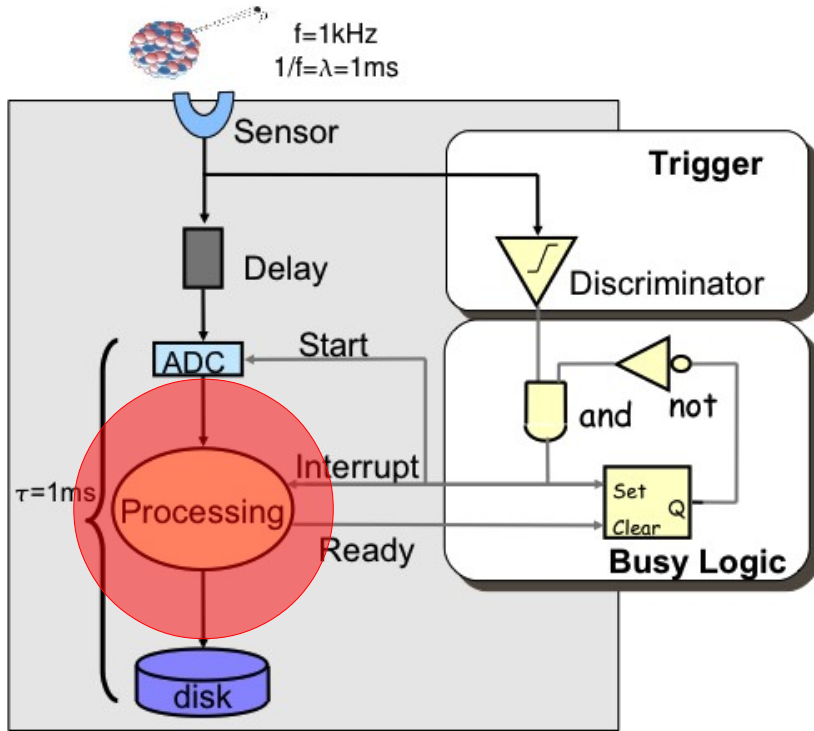 f=1kHz
1/f=λ=1ms
Sensor
Trigger
Delay
Discriminator
Start
ADC
and
not
Interrupt
τ=1ms
Processing
Set
Q
Clear
Ready
Busy Logic
disk